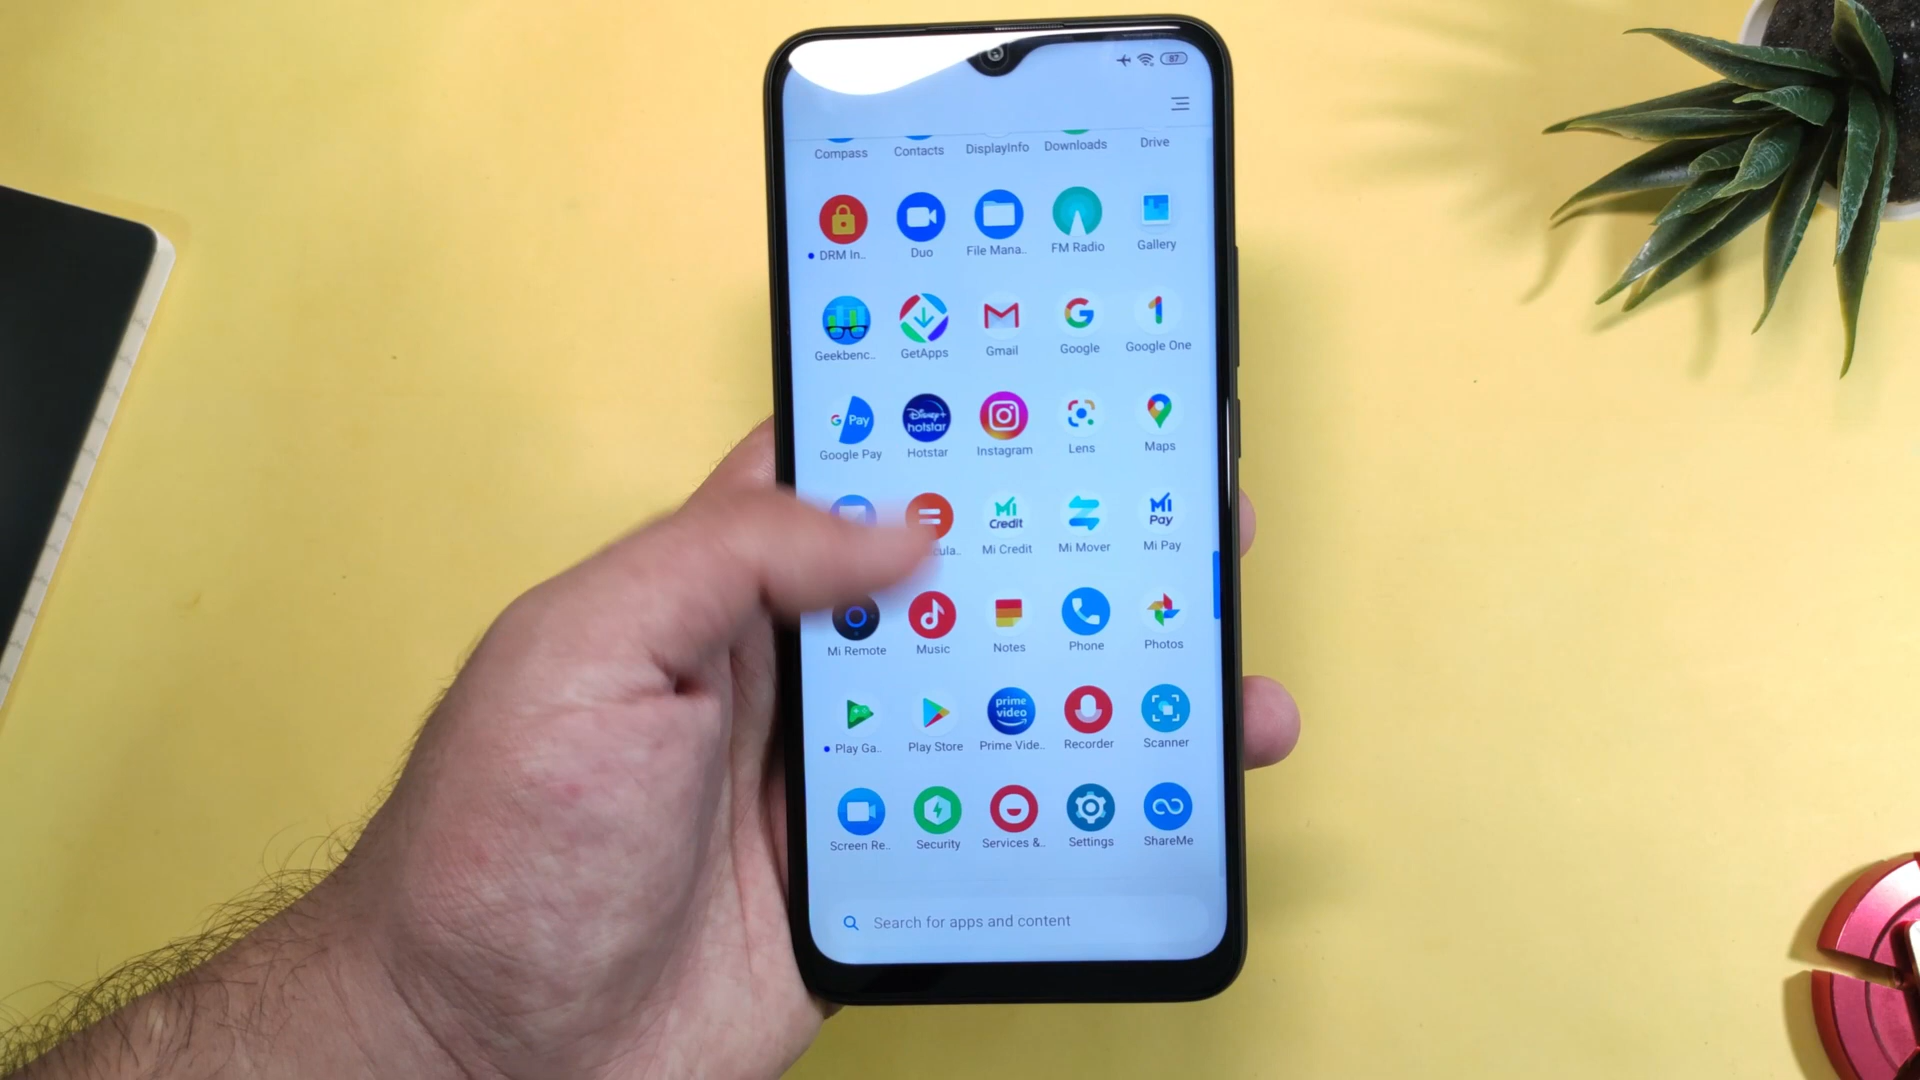 87
Compass Contacts DisplayInfo Downloads Drive
DRM In.. Duo File Mana.. FM Radio Gallery
Geekbenc.. GetApps Gmail Google Google One
G Pay Disney+ hotstar
Google Pay Hotstar Instagram Lens Maps
Mi Credit Mi Pay
cula.. Mi Credit Mi Mover Mi Pay
Mi Remote Music Notes Phone Photos
prime video
Play Ga.. Play Store Prime Vide.. Recorder Scanner
Screen Re.. Security Services &.. Settings ShareMe
Search for apps and content